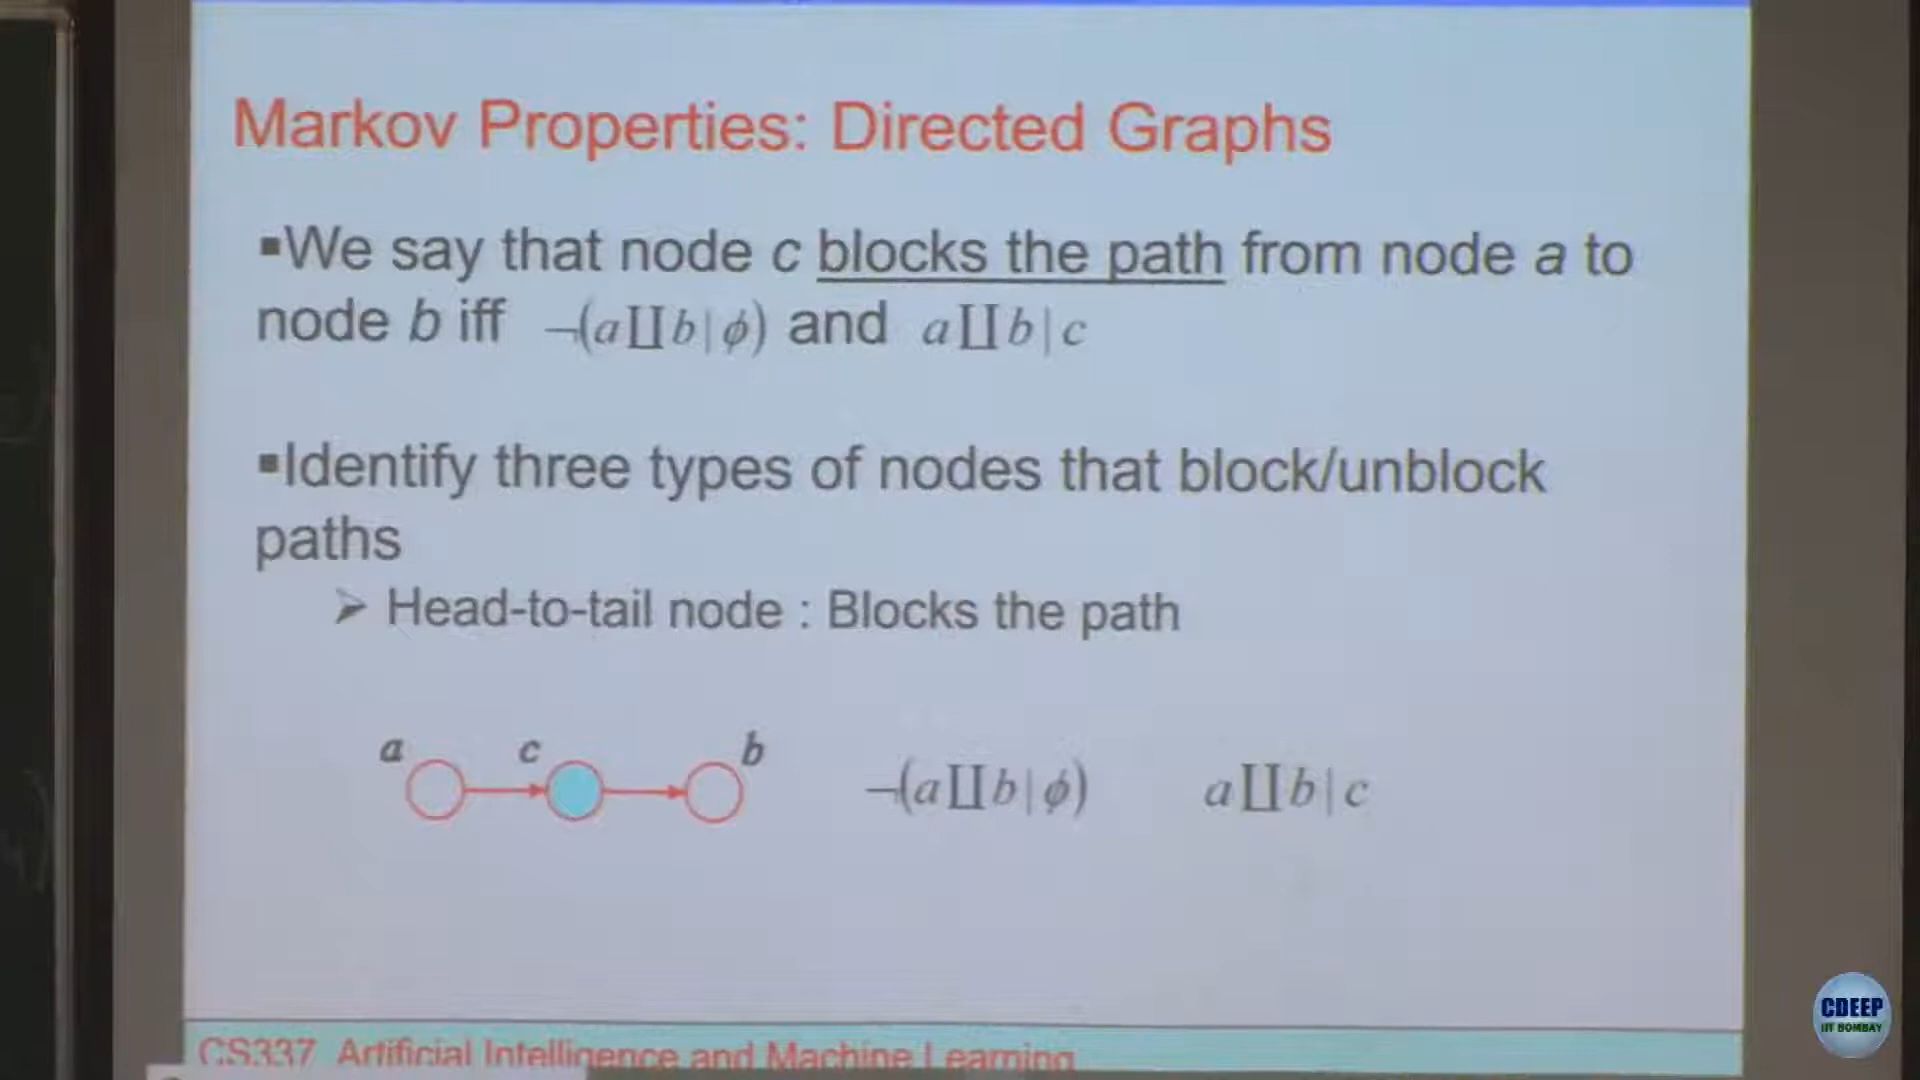 Markov Properties: Directed Graphs
▪We say that node c blocks the path from node a to
node b iff ¬(a∐b|ϕ) and a∐b|c
▪Identify three types of nodes that block/unblock
paths
➢ Head-to-tail node : Blocks the path
a c b ¬(a∐b|ϕ) a∐b|c
CS337 Artificial Intelligence and Machine Learning
CDEEP
IIT BOMBAY